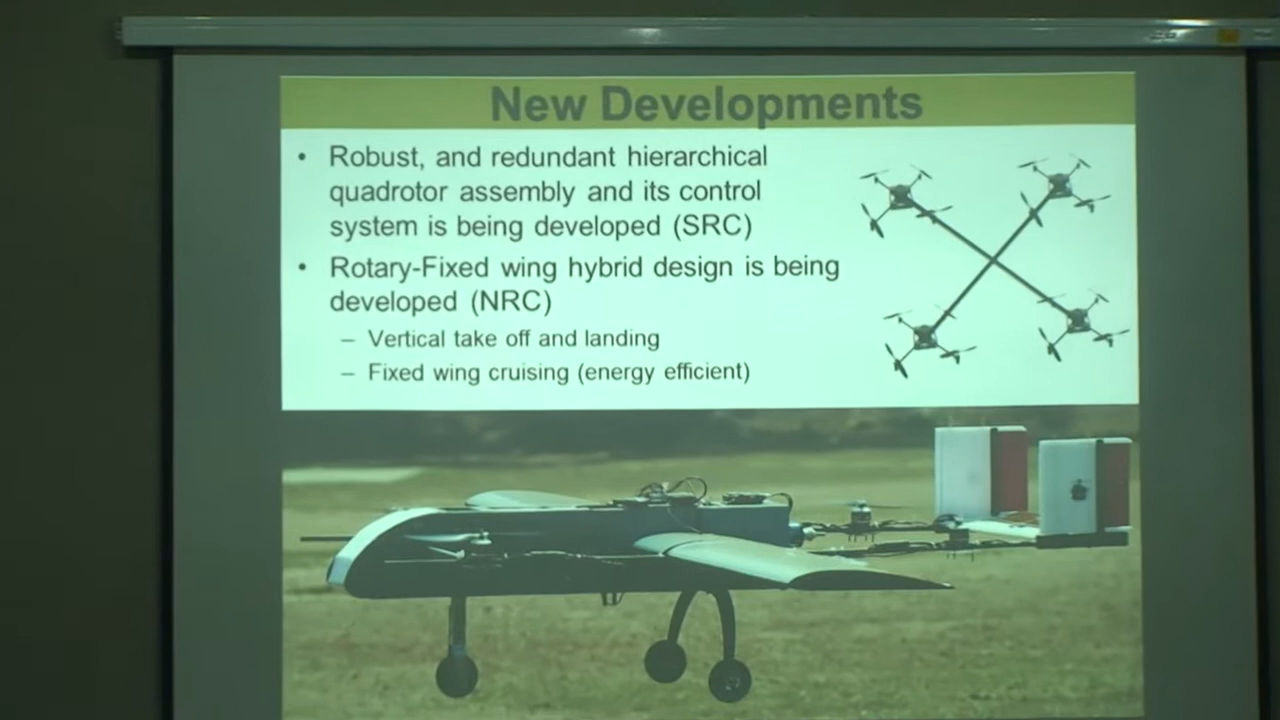 New Developments
• Robust, and redundant hierarchical
quadrotor assembly and its control
system is being developed (SRC)
• Rotary-Fixed wing hybrid design is being
developed (NRC)
– Vertical take off and landing
– Fixed wing cruising (energy efficient)